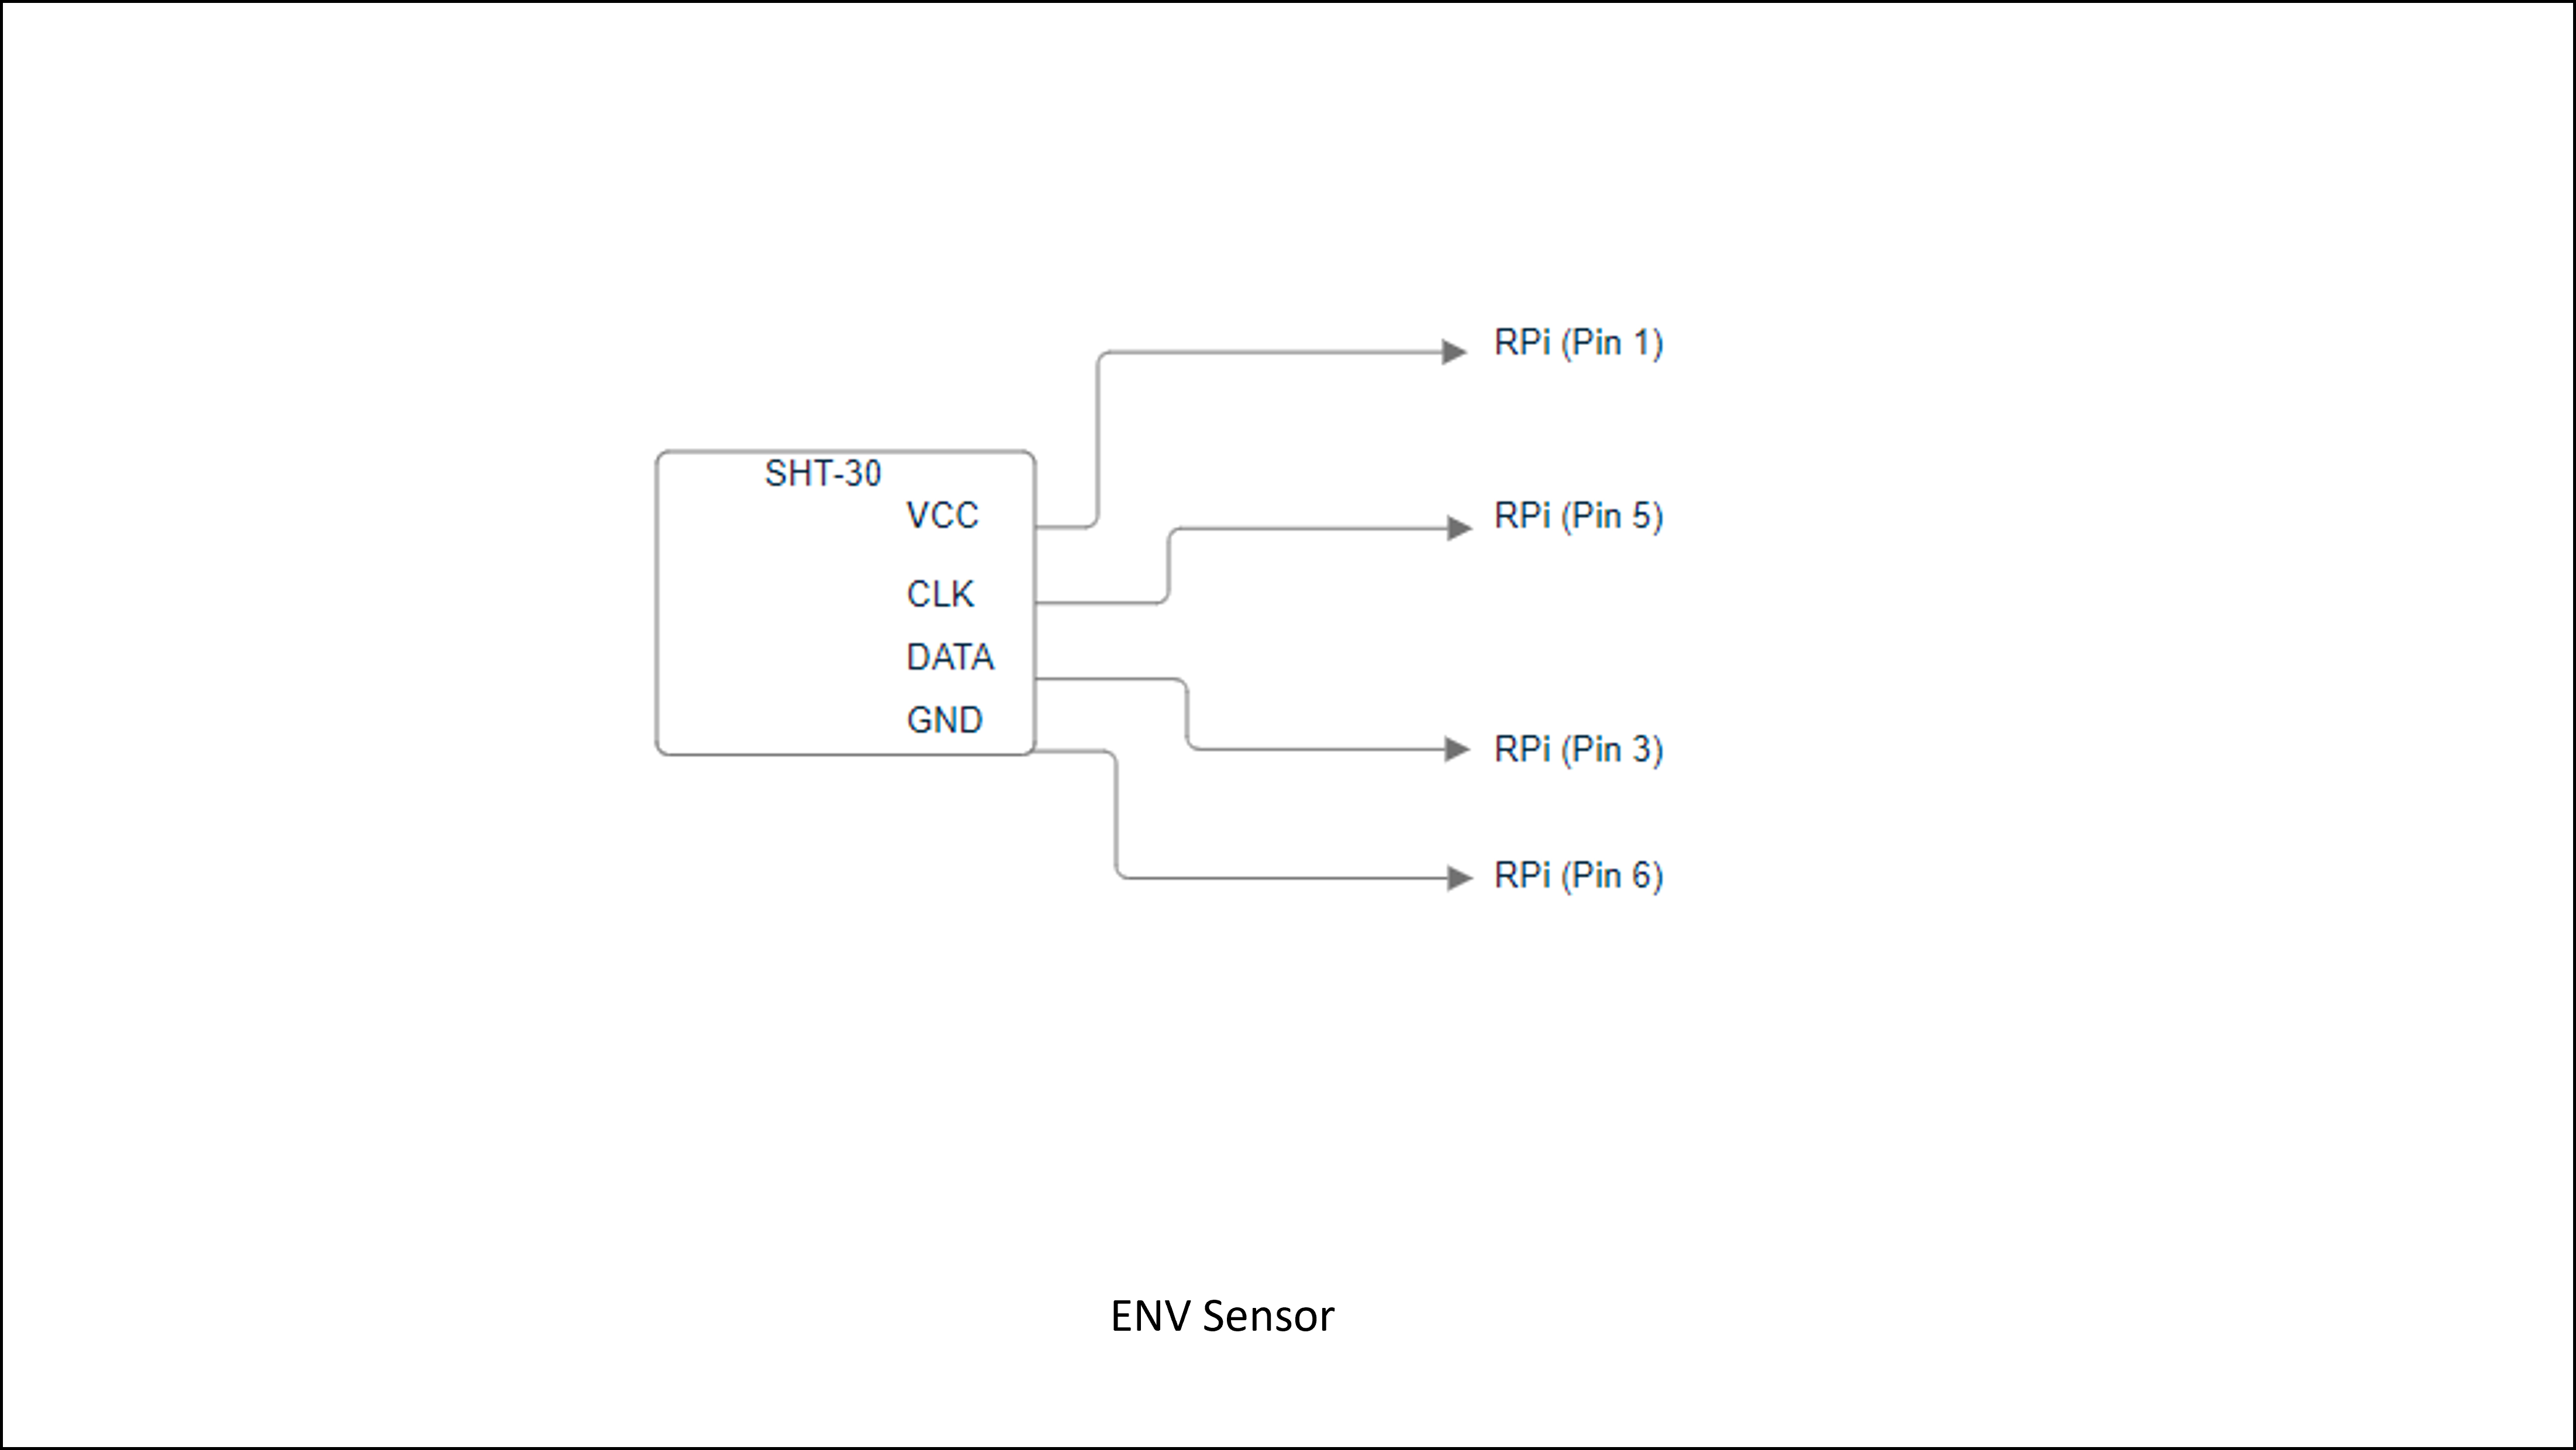 SHT-30
VCC
CLK
DATA
GND
RPi (Pin 1)
RPi (Pin 5)
RPi (Pin 3)
RPi (Pin 6)
ENV Sensor